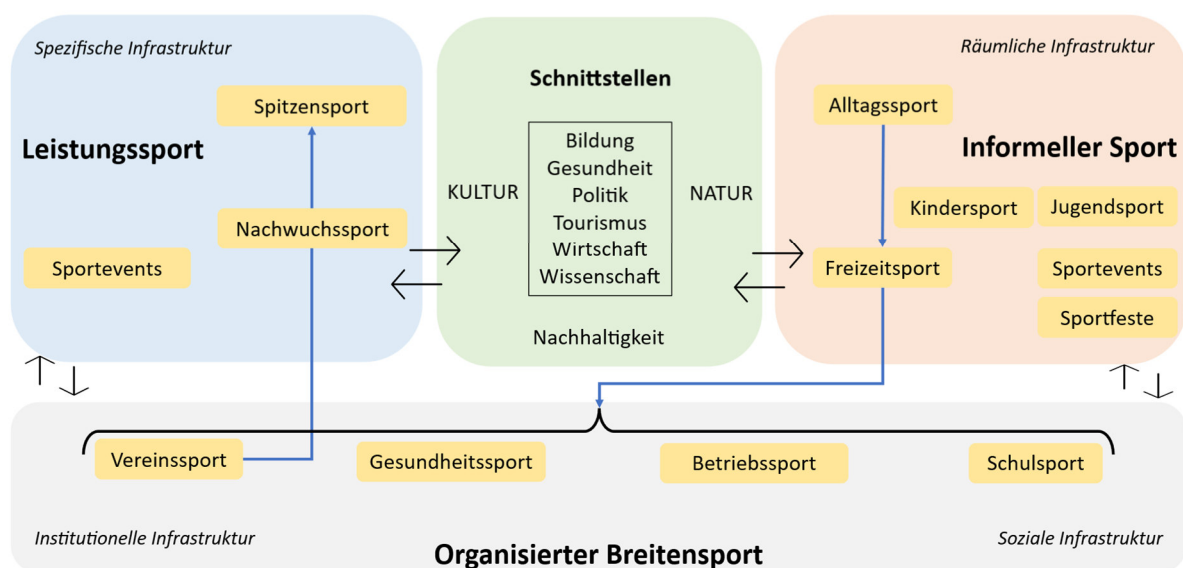 Spezifische Infrastruktur
Spitzensport
Leistungssport
Nachwuchssport
Sportevents
Schnittstellen
KULTUR
Bildung
Gesundheit
Politik
Tourismus
Wirtschaft
Wissenschaft
NATUR
Nachhaltigkeit
Räumliche Infrastruktur
Alltagssport
Informeller Sport
Kindersport
Jugendsport
Freizeitsport
Sportevents
Sportfeste
Vereinssport
Gesundheitssport
Betriebssport
Schulsport
Institutionelle Infrastruktur
Soziale Infrastruktur
Organisierter Breitensport